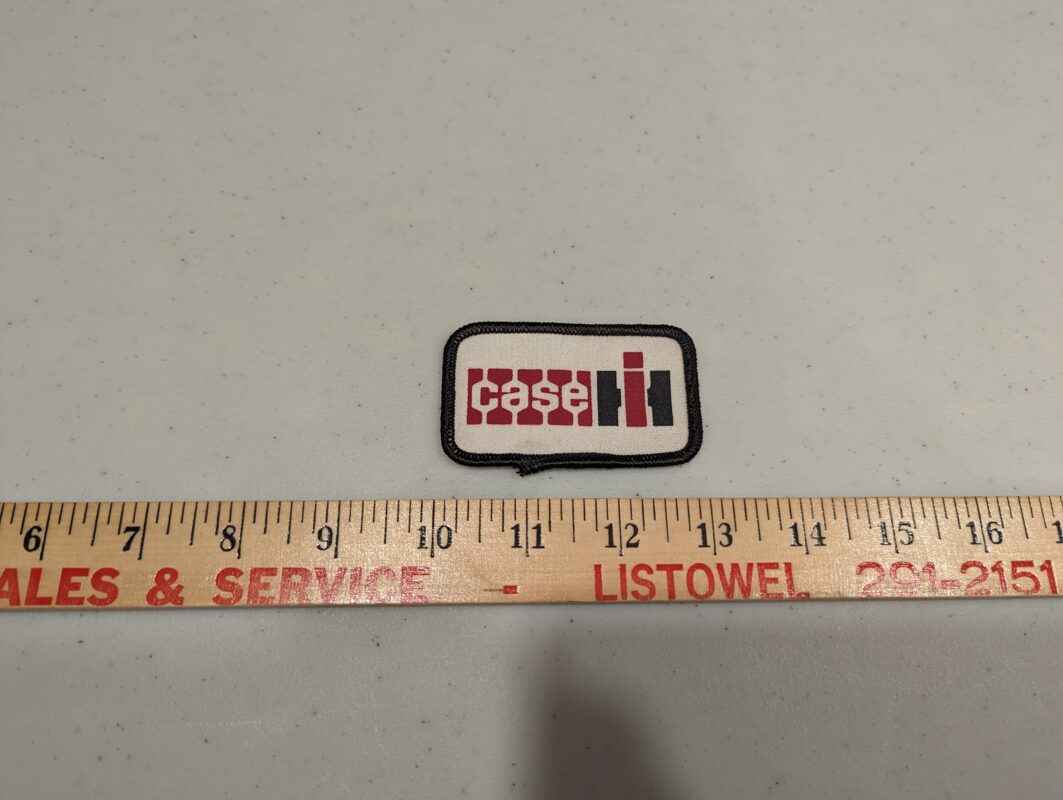 case IH
6 7 8 9 10 11 12 13 14 15 16
ALES & SERVICE - LISTOWEL 291-2151